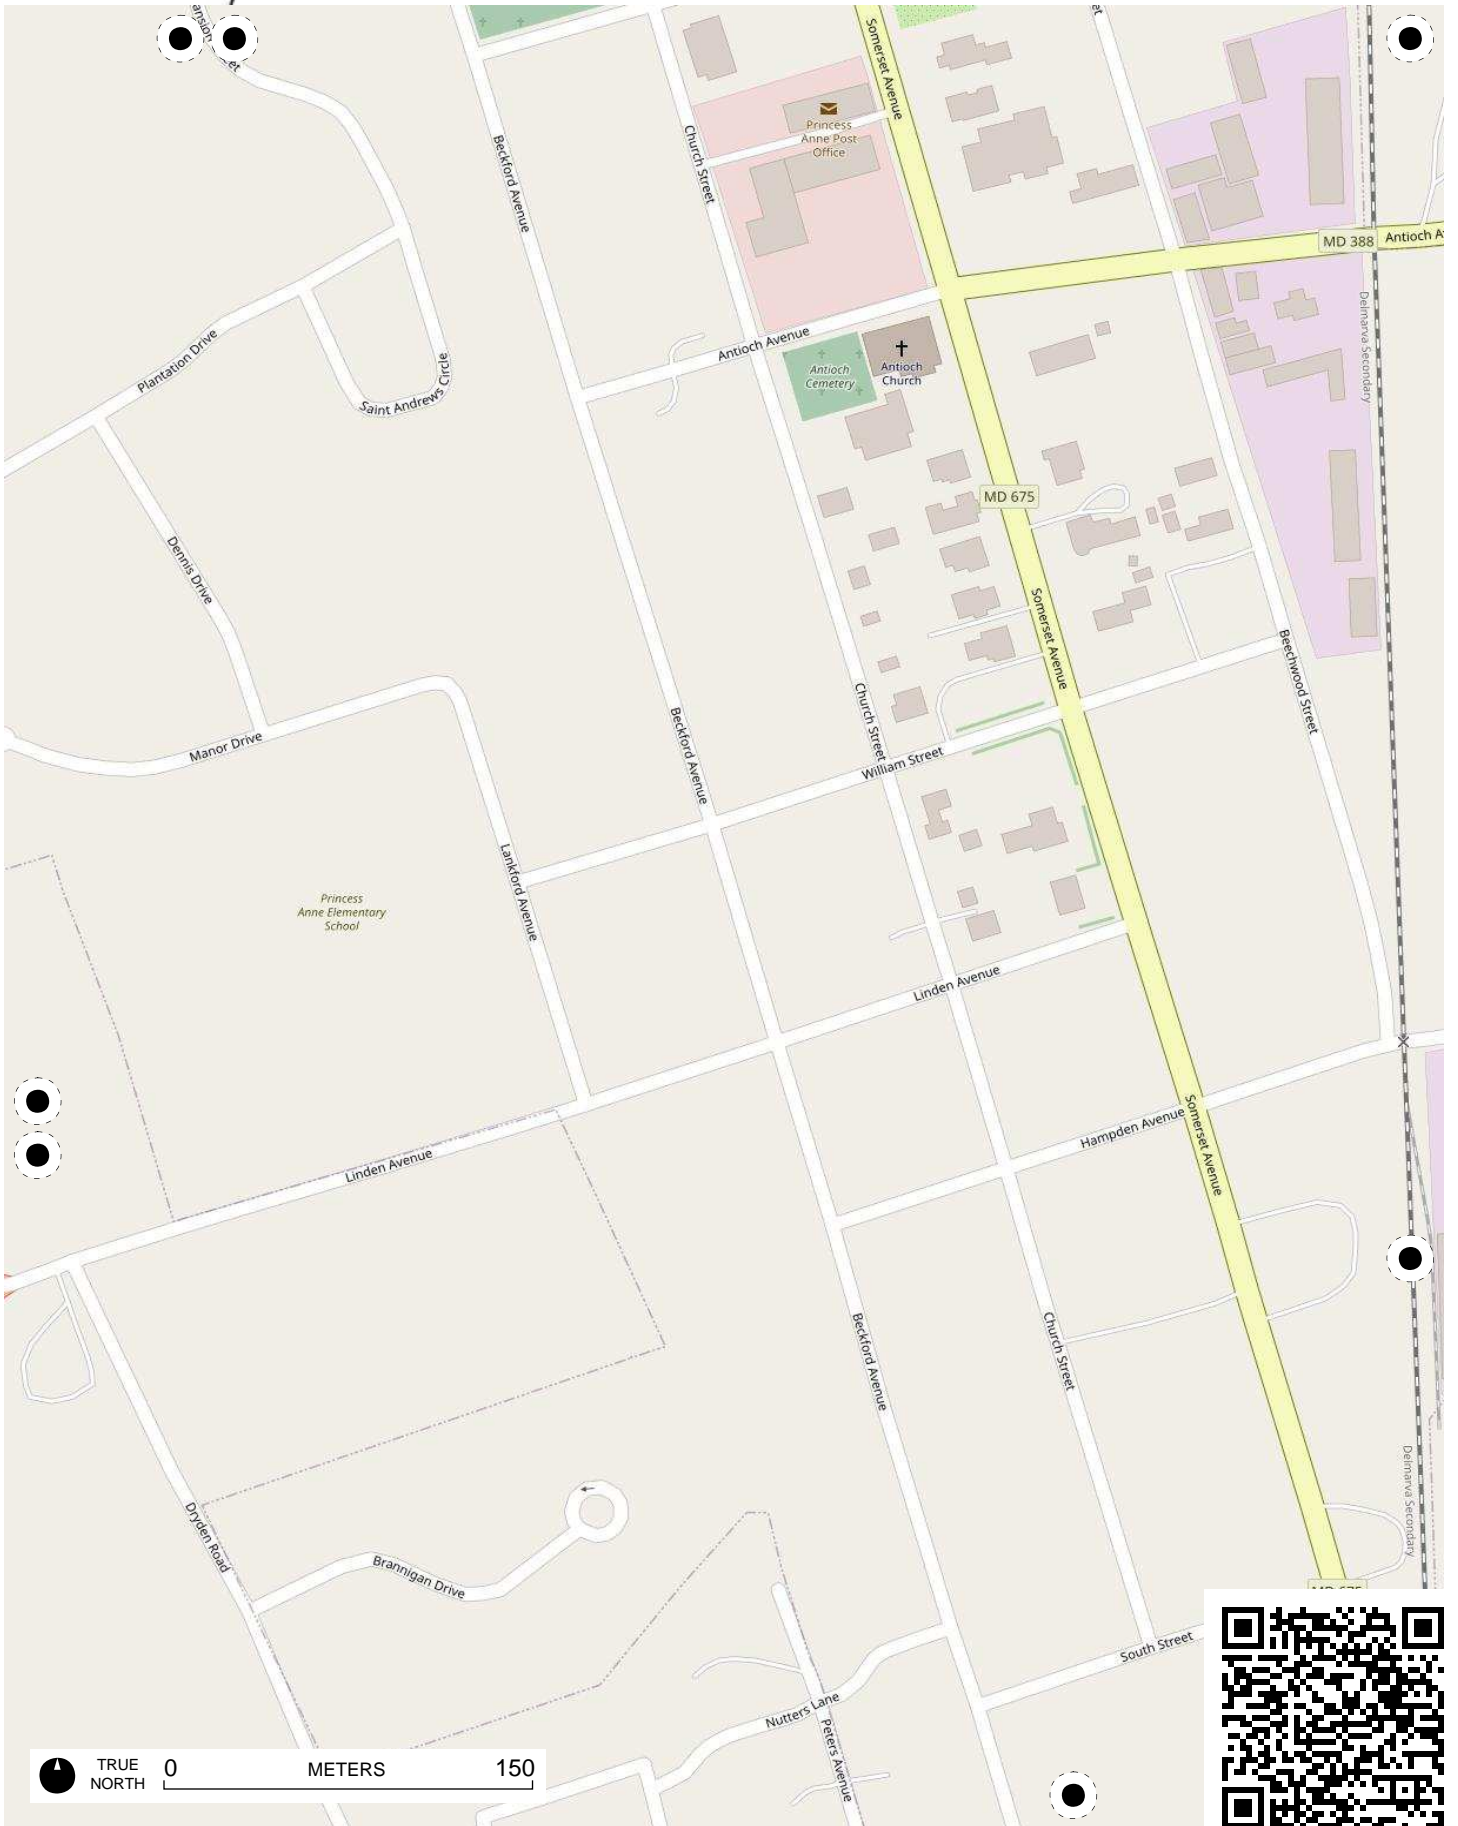 Somerset Avenue
Princess
Anne Post
Office
Church Street
Beckford Avenue
MD 388
Antioch A
Delmarva Secondary
Plantation Drive
Saint Andrews Circle
Antioch Avenue
Antioch
Cemetery
Antioch
Church
MD 675
Dennis Drive
Somerset Avenue
Beechwood Street
Church Street
Beckford Avenue
Manor Drive
William Street
Lankford Avenue
Princess
Anne Elementary
School
Linden Avenue
Hampden Avenue
Somerset Avenue
Linden Avenue
Church Street
Beckford Avenue
Delmarva Secondary
Dryden Road
Brannigan Drive
South Street
Nutters Lane
Peters Avenue
TRUE
NORTH
0 METERS 150